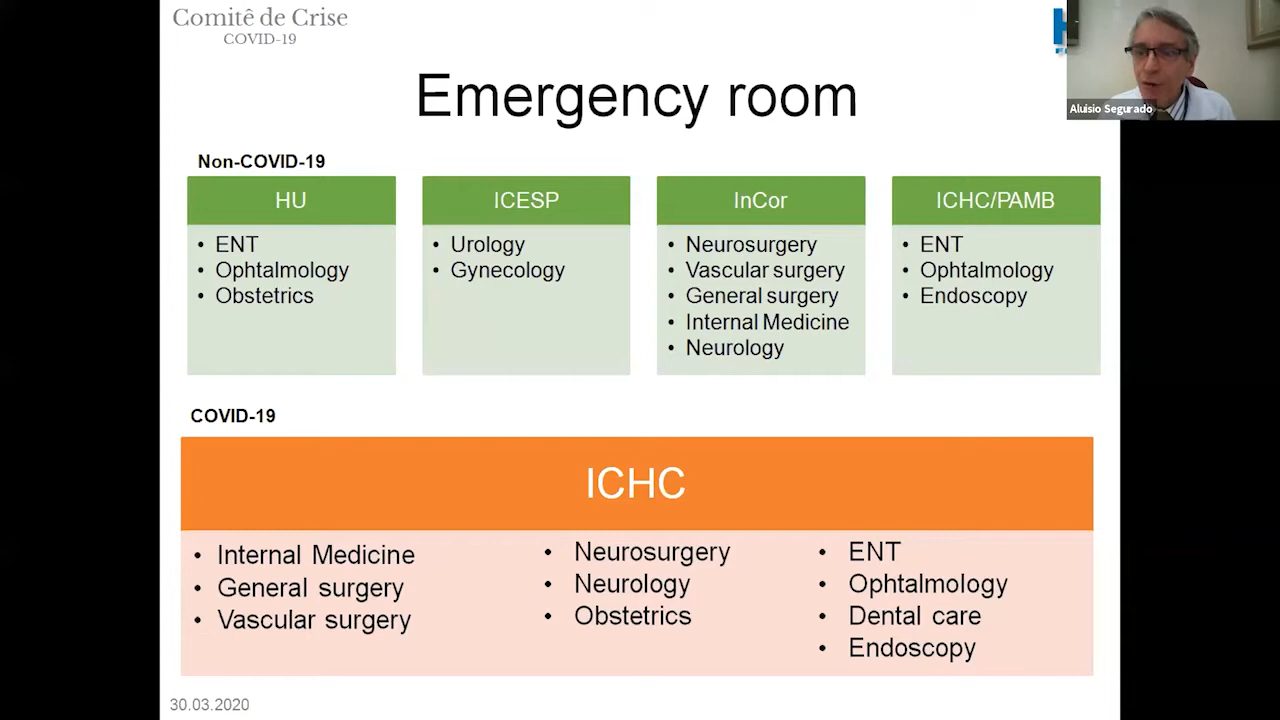 Comitê de Crise
COVID-19
Aluisio Segurado
Emergency room
Non-COVID-19
HU
• ENT
• Ophtalmology
• Obstetrics
ICESP
• Urology
• Gynecology
InCor
• Neurosurgery
• Vascular surgery
• General surgery
• Internal Medicine
• Neurology
ICHC/PAMB
• ENT
• Ophtalmology
• Endoscopy
COVID-19
ICHC
• Internal Medicine
• General surgery
• Vascular surgery
• Neurosurgery
• Neurology
• Obstetrics
• ENT
• Ophtalmology
• Dental care
• Endoscopy
30.03.2020